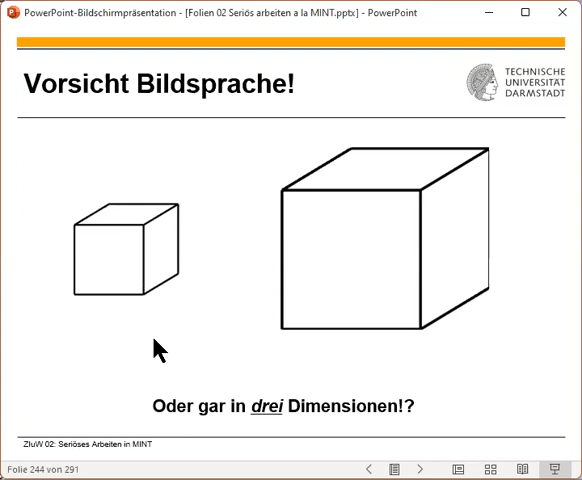 PowerPoint-Bildschirmpräsentation - [Folien 02 Seriös arbeiten a la MINT.pptx] - PowerPoint
Vorsicht Bildsprache!
TECHNISCHE
UNIVERSITÄT
DARMSTADT
Oder gar in drei Dimensionen!?
ZIuW 02: Seriöses Arbeiten in MINT
Folie 244 von 291